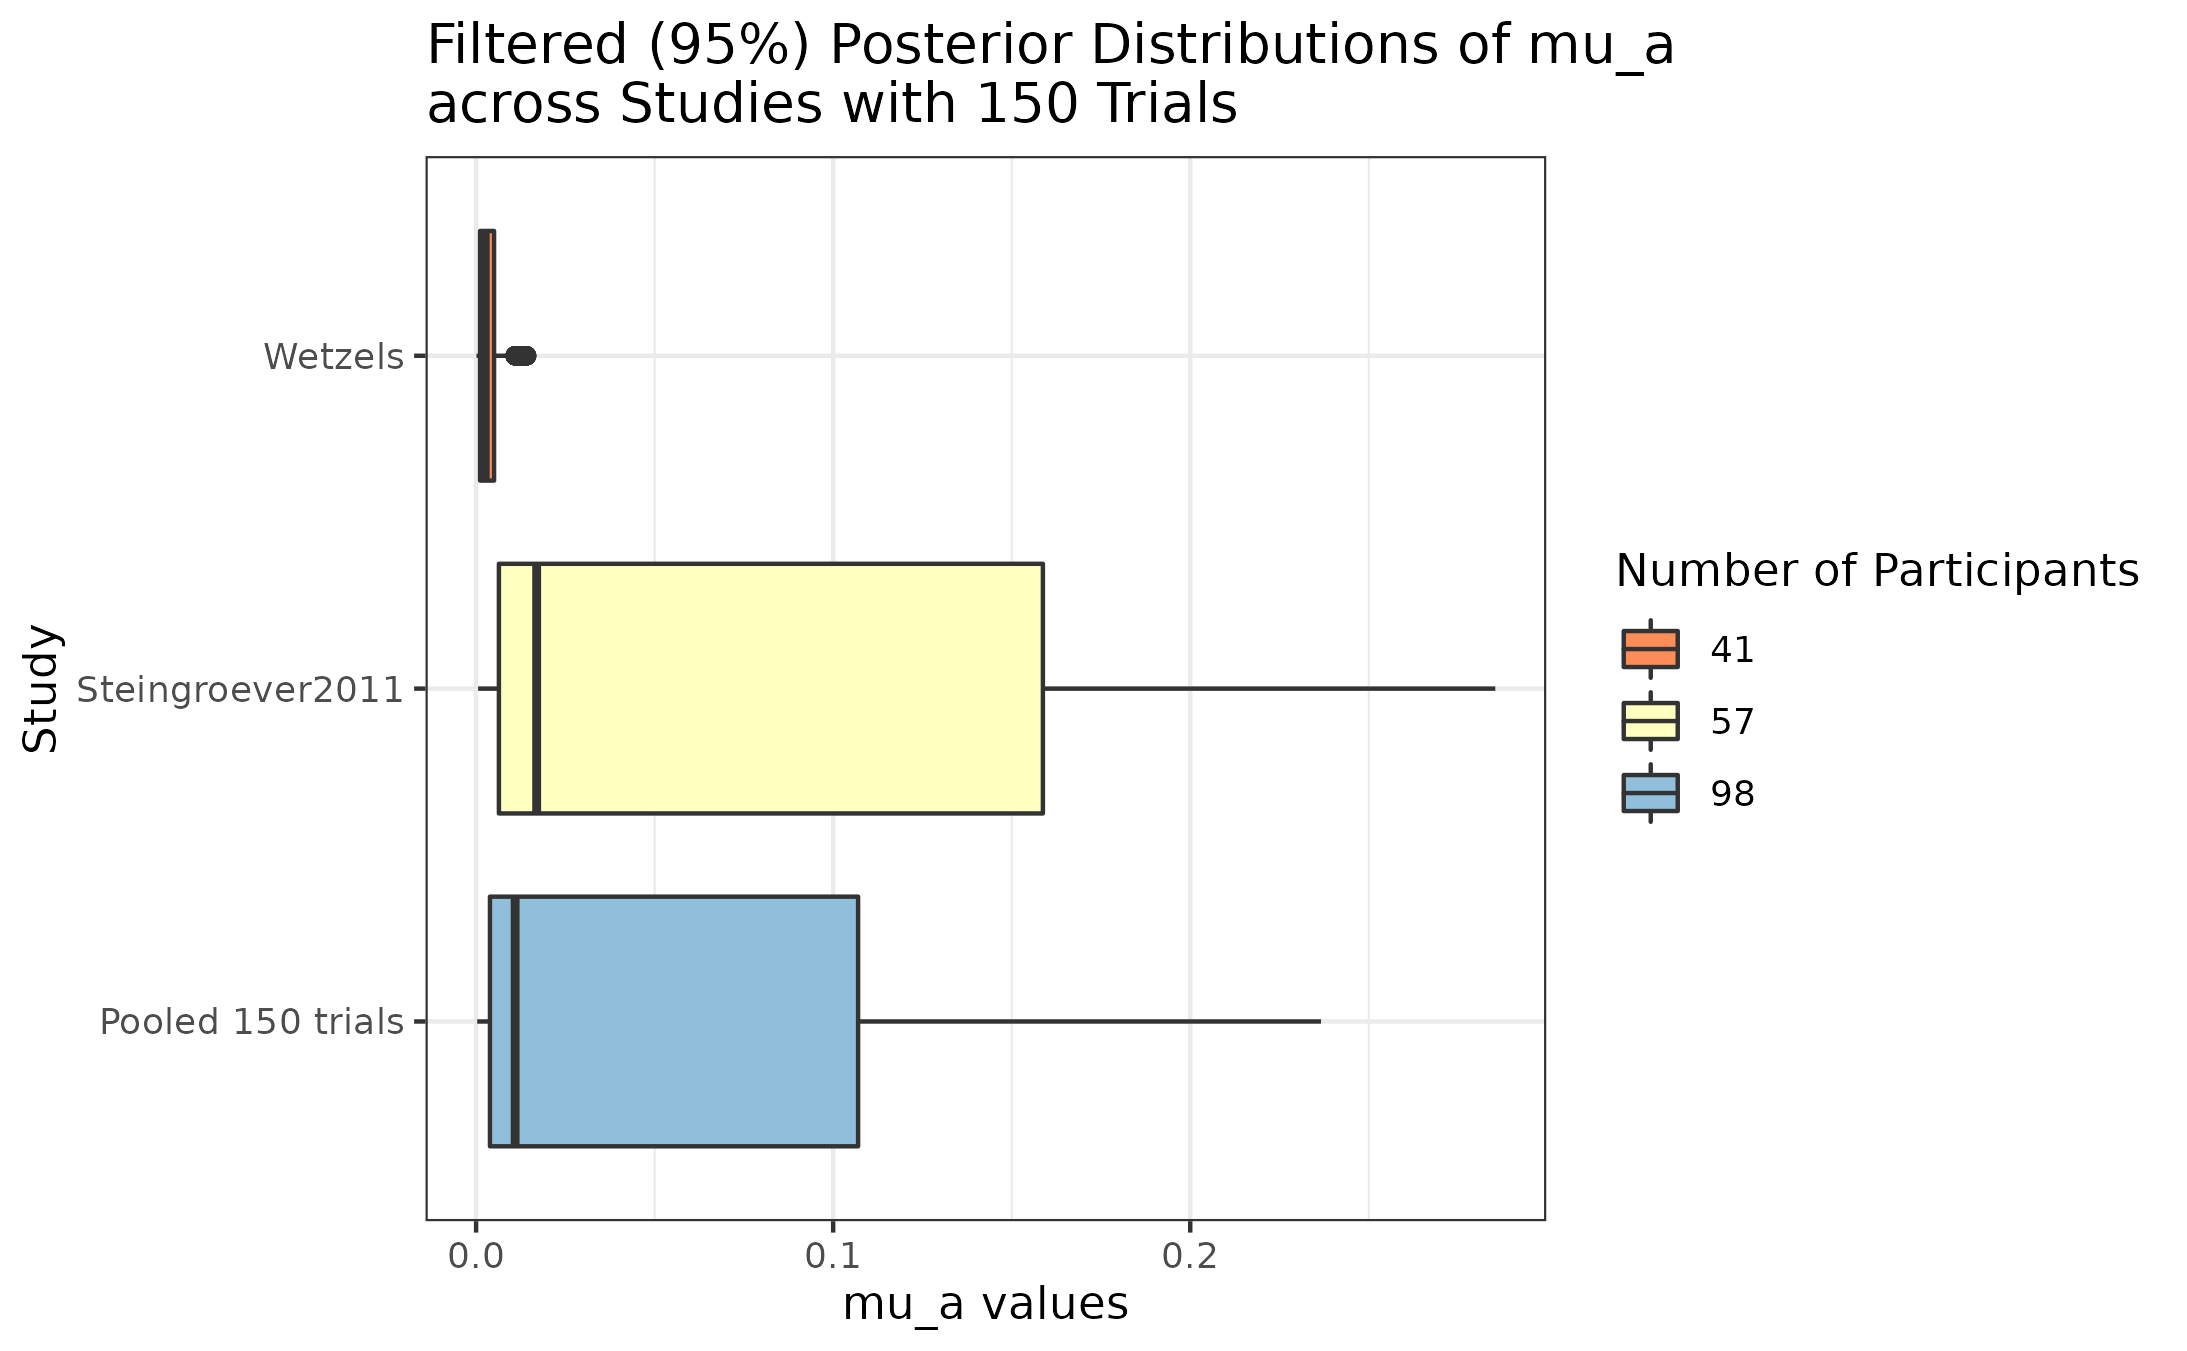 Filtered (95%) Posterior Distributions of mu_a
across Studies with 150 Trials
Study
Wetzels
Steingroever2011
Pooled 150 trials
0.0
0.1
0.2
mu_a values
Number of Participants
41
57
98